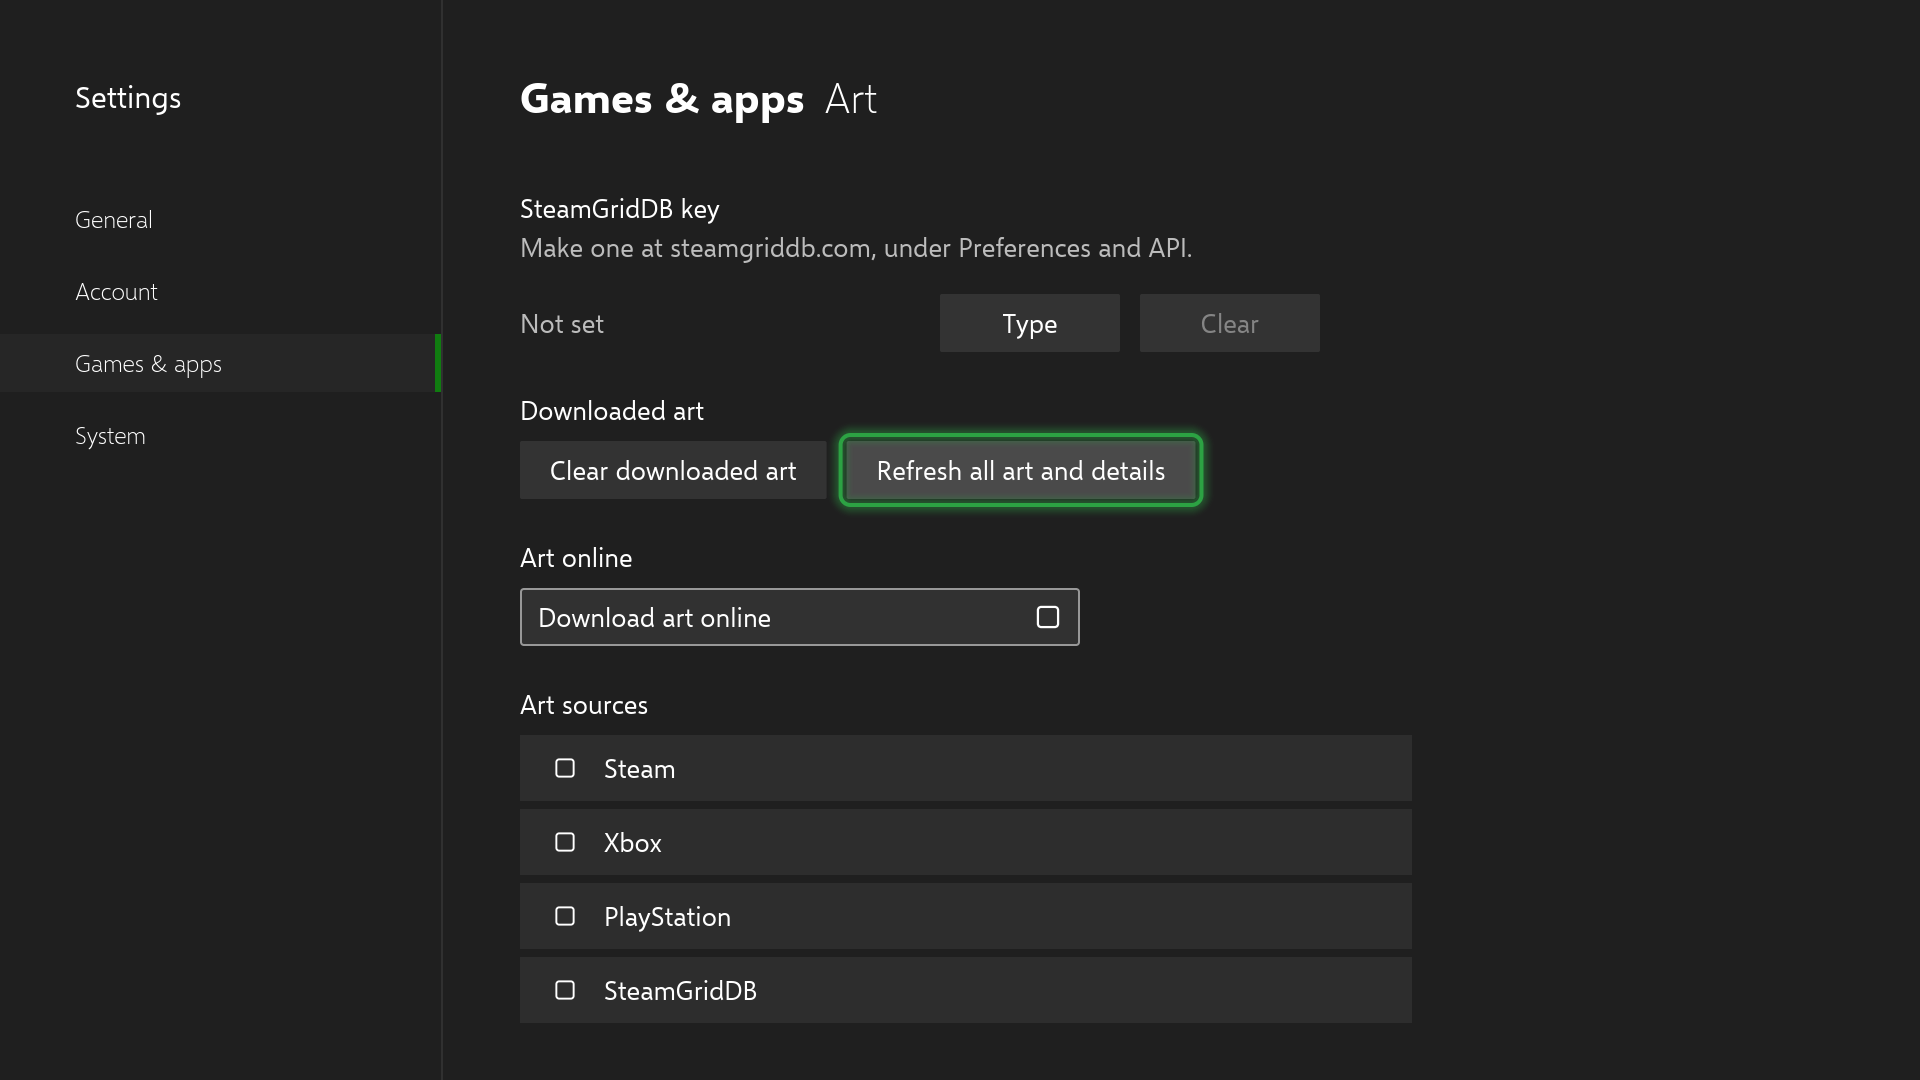 Settings
General
Account
Games & apps
System
Games & apps Art
SteamGridDB key
Make one at steamgriddb.com, under Preferences and API.
Not set
Type
Clear
Downloaded art
Clear downloaded art
Refresh all art and details
Art online
Download art online
Art sources
Steam
Xbox
PlayStation
SteamGridDB